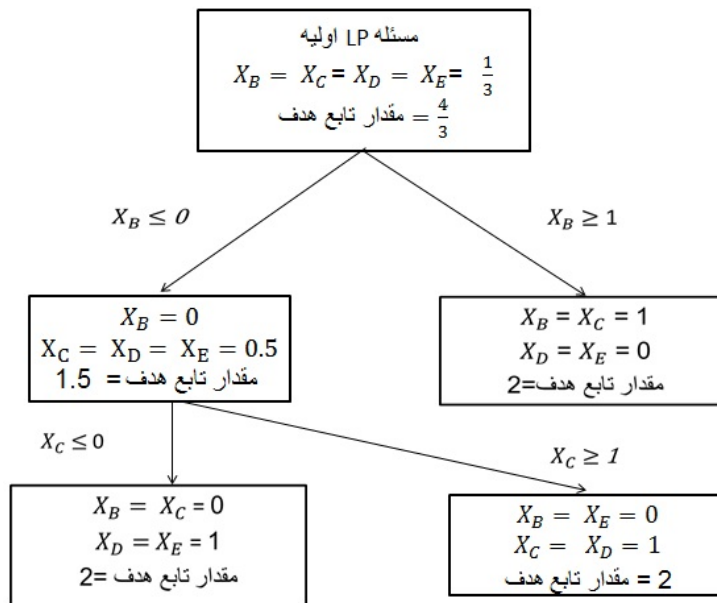 مسئله LP اولیه
X_B = X_C = X_D = X_E = 1/3
مقدار تابع هدف = 4/3
X_B ≤ 0
X_B ≥ 1
X_B = 0
X_C = X_D = X_E = 0.5
مقدار تابع هدف = 1.5
X_B = X_C = 1
X_D = X_E = 0
مقدار تابع هدف=2
X_C ≤ 0
X_C ≥ 1
X_B = X_C = 0
X_D = X_E = 1
مقدار تابع هدف =2
X_B = X_E = 0
X_C = X_D = 1
مقدار تابع هدف = 2